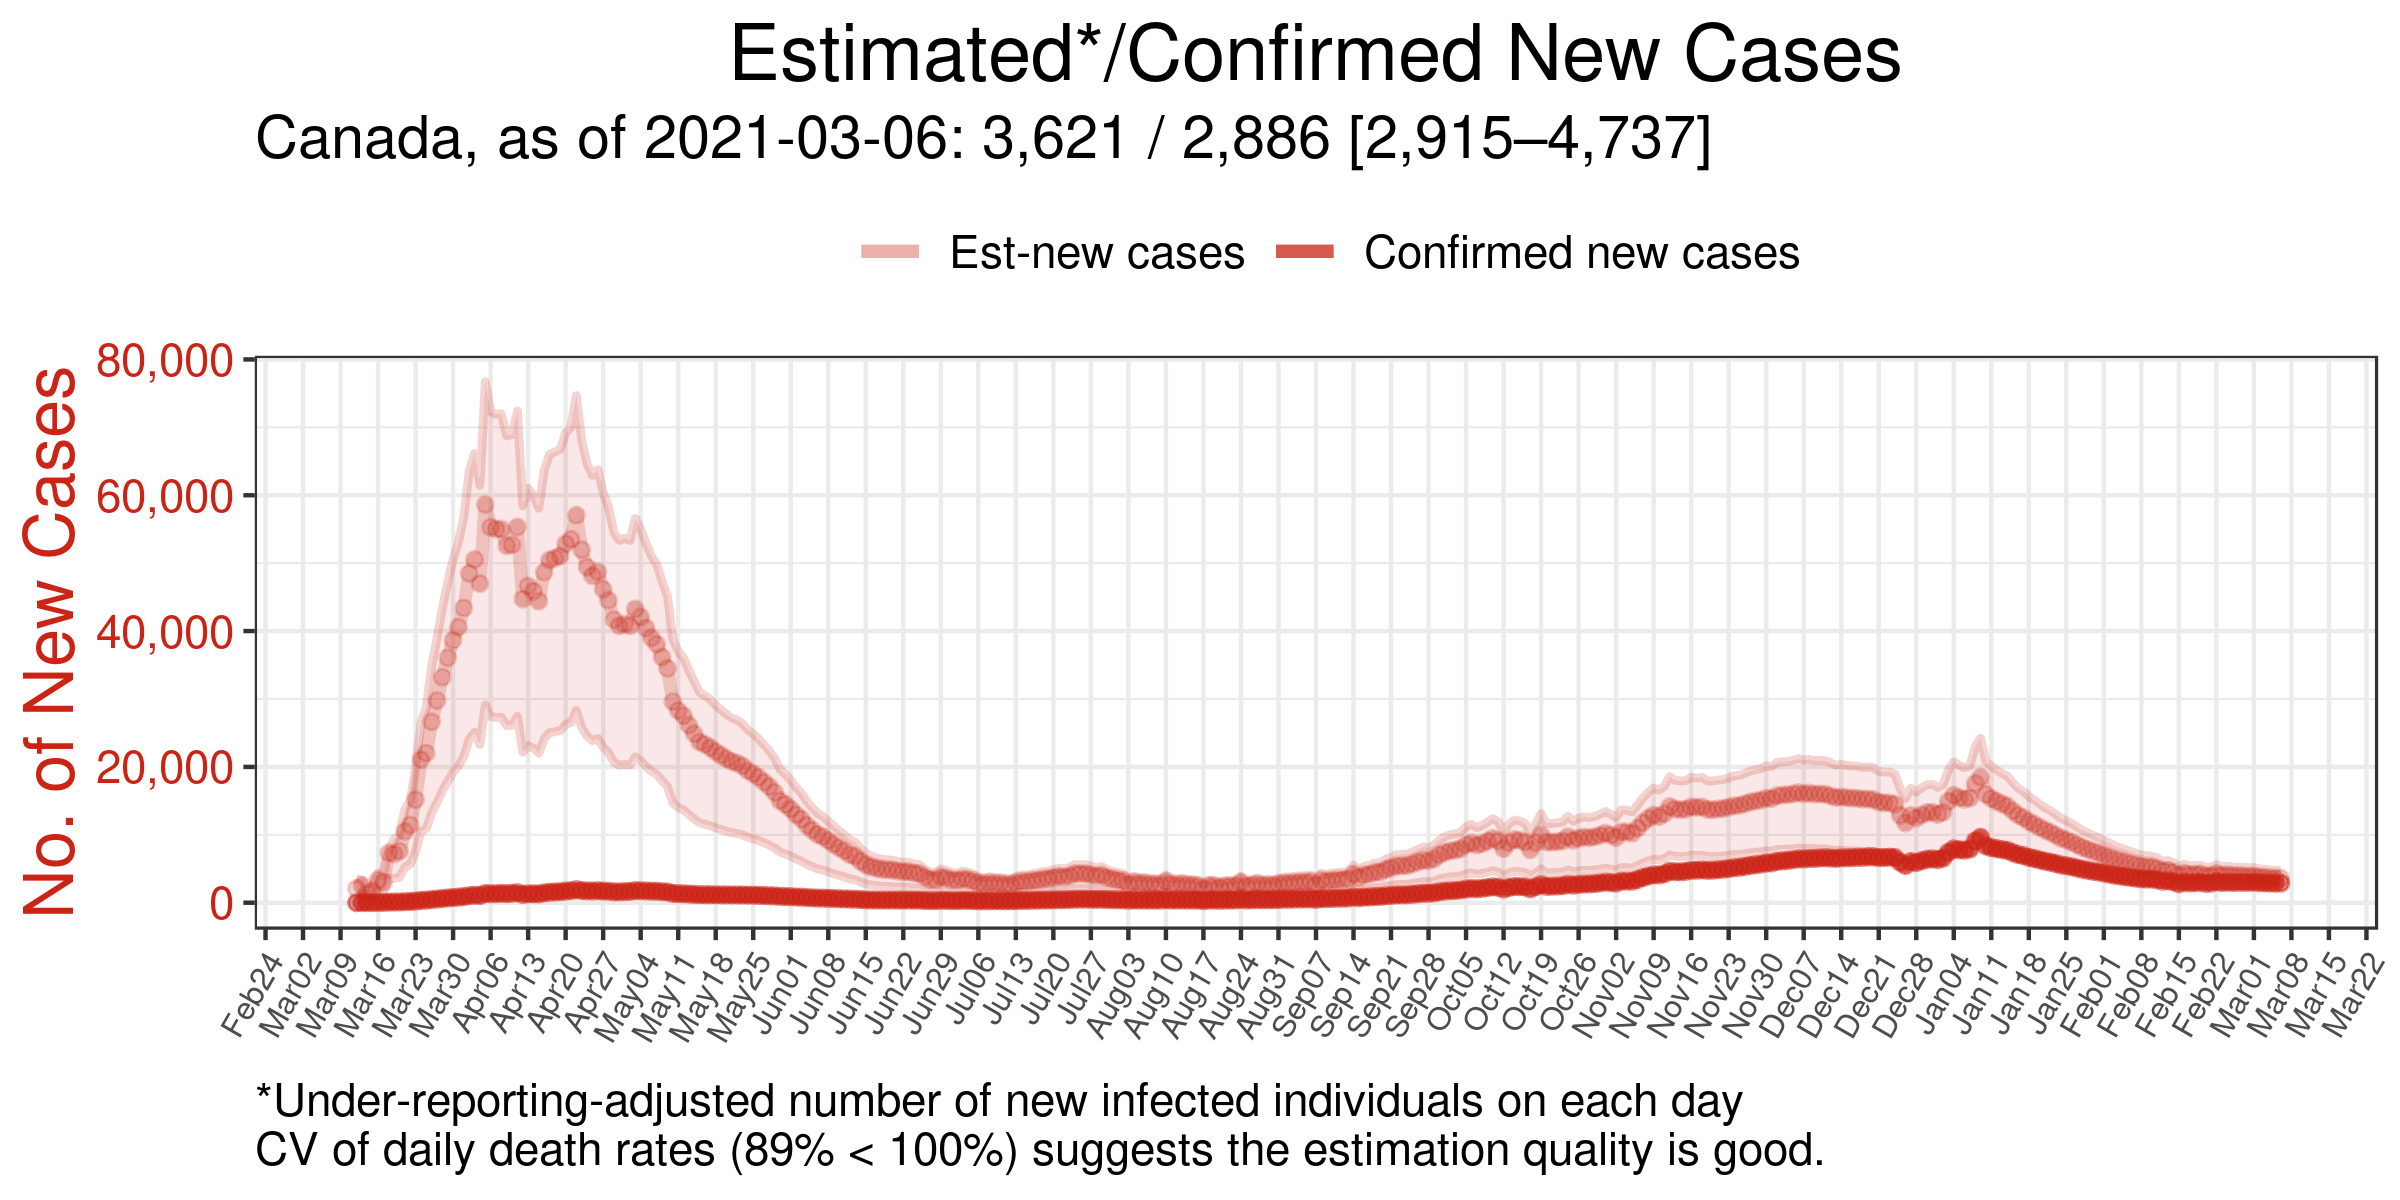 Estimated*/Confirmed New Cases
Canada, as of 2021-03-06: 3,621 / 2,886 [2,915–4,737]
Est-new cases
Confirmed new cases
No. of New Cases
80,000
60,000
40,000
20,000
0
Feb24
Mar02
Mar09
Mar16
Mar23
Mar30
Apr06
Apr13
Apr20
Apr27
May04
May11
May18
May25
Jun01
Jun08
Jun15
Jun22
Jun29
Jul06
Jul13
Jul20
Jul27
Aug03
Aug10
Aug17
Aug24
Aug31
Sep07
Sep14
Sep21
Sep28
Oct05
Oct12
Oct19
Oct26
Nov02
Nov09
Nov16
Nov23
Nov30
Dec07
Dec14
Dec21
Dec28
Jan04
Jan11
Jan18
Jan25
Feb01
Feb08
Feb15
Feb22
Mar01
Mar08
Mar15
Mar22
*Under-reporting-adjusted number of new infected individuals on each day
CV of daily death rates (89% < 100%) suggests the estimation quality is good.